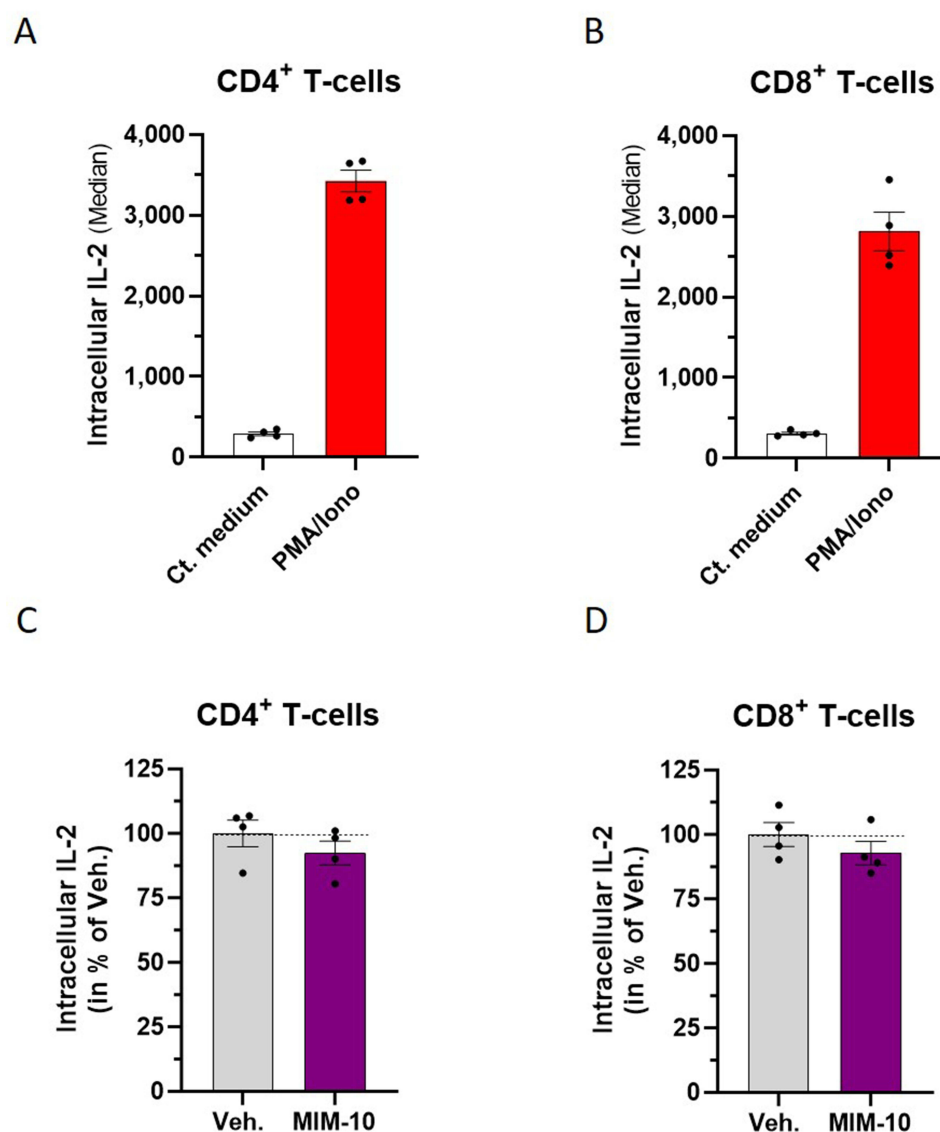 A
CD4⁺ T-cells
Intracellular IL-2 (Median)
4,000
3,000
2,000
1,000
0
Ct. medium
PMA/Iono
B
CD8⁺ T-cells
Intracellular IL-2 (Median)
4,000
3,000
2,000
1,000
0
Ct. medium
PMA/Iono
C
CD4⁺ T-cells
Intracellular IL-2
(in % of Veh.)
125
100
75
50
25
0
Veh. MIM-10
D
CD8⁺ T-cells
Intracellular IL-2
(in % of Veh.)
125
100
75
50
25
0
Veh. MIM-10